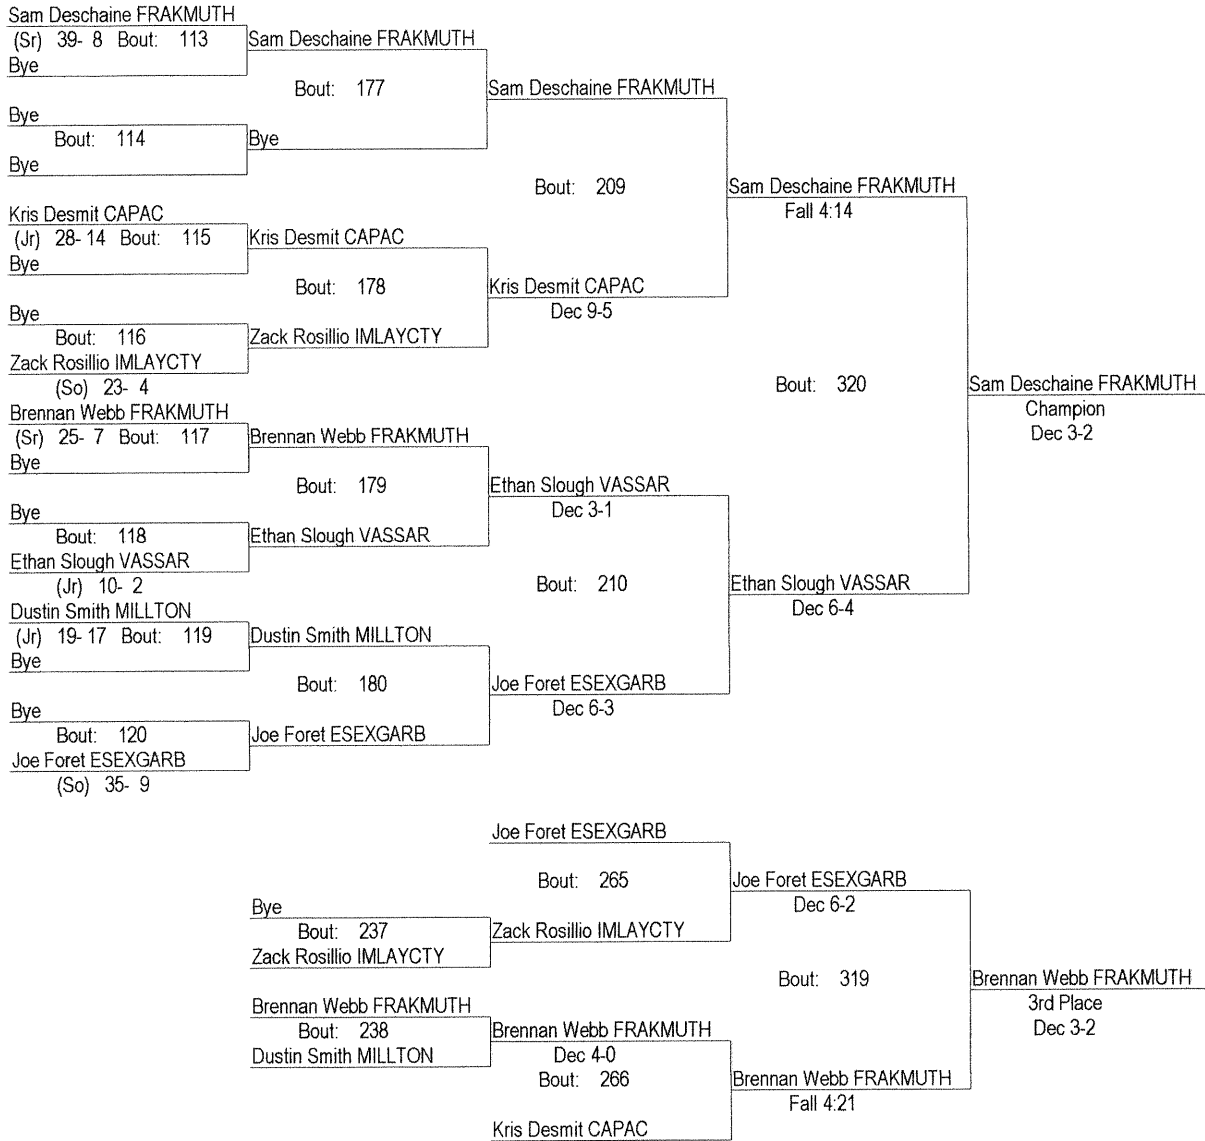 Sam Deschaine FRAKMUTH
(Sr) 39- 8 Bout: 113
Bye
Sam Deschaine FRAKMUTH
Bout: 177
Bye
Bout: 114
Bye
Bye
Sam Deschaine FRAKMUTH
Bout: 209
Kris Desmit CAPAC
(Jr) 28- 14 Bout: 115
Bye
Kris Desmit CAPAC
Bout: 178
Bye
Bout: 116
Zack Rosillio IMLAYCTY
(So) 23- 4
Zack Rosillio IMLAYCTY
Kris Desmit CAPAC
Dec 9-5
Sam Deschaine FRAKMUTH
Fall 4:14
Bout: 320
Brennan Webb FRAKMUTH
(Sr) 25- 7 Bout: 117
Bye
Brennan Webb FRAKMUTH
Bout: 179
Bye
Bout: 118
Ethan Slough VASSAR
(Jr) 10- 2
Ethan Slough VASSAR
Ethan Slough VASSAR
Dec 3-1
Bout: 210
Dustin Smith MILLTON
(Jr) 19- 17 Bout: 119
Bye
Dustin Smith MILLTON
Bout: 180
Bye
Bout: 120
Joe Foret ESEXGARB
(So) 35- 9
Joe Foret ESEXGARB
Joe Foret ESEXGARB
Dec 6-3
Ethan Slough VASSAR
Dec 6-4
Sam Deschaine FRAKMUTH
Champion
Dec 3-2
Joe Foret ESEXGARB
Bout: 265
Bye
Bout: 237
Zack Rosillio IMLAYCTY
Zack Rosillio IMLAYCTY
Joe Foret ESEXGARB
Dec 6-2
Bout: 319
Brennan Webb FRAKMUTH
Bout: 238
Dustin Smith MILLTON
Brennan Webb FRAKMUTH
Dec 4-0
Bout: 266
Kris Desmit CAPAC
Brennan Webb FRAKMUTH
Fall 4:21
Brennan Webb FRAKMUTH
3rd Place
Dec 3-2